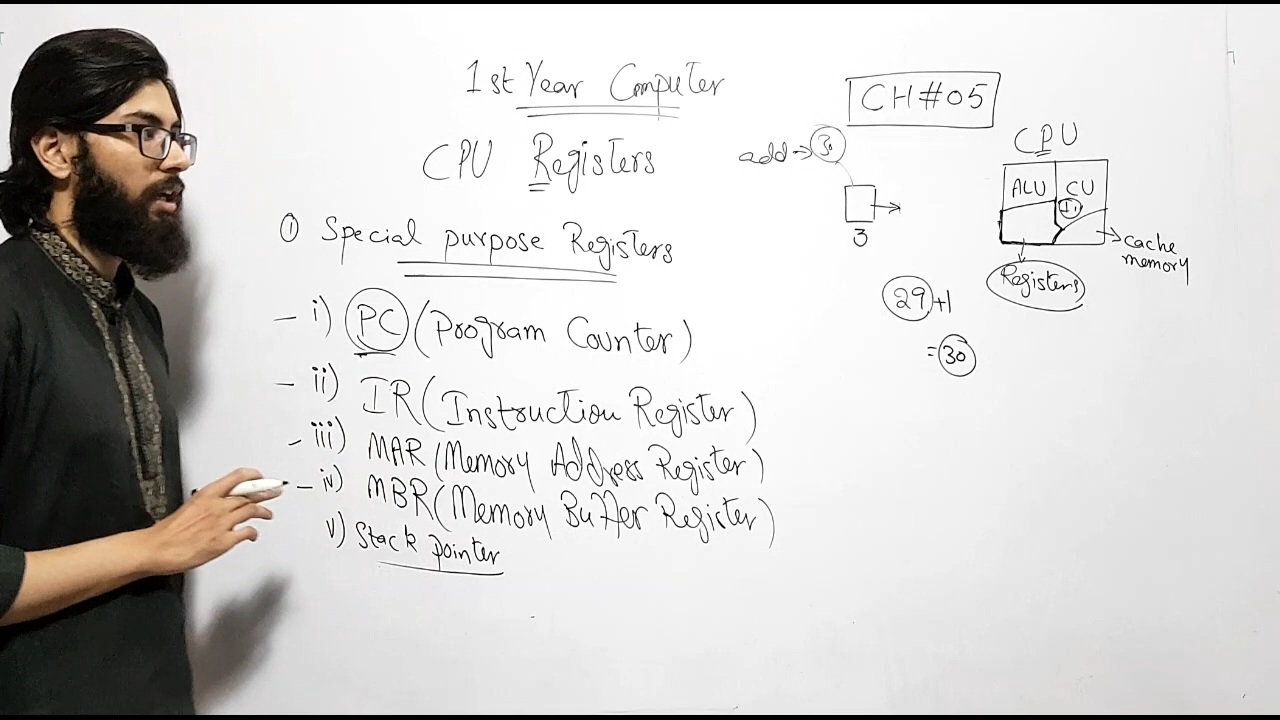 1st Year Computer
CH#05
CPU Registers
add → 30
3
CPU
ALU CU
I1
cache
memory
Registers
① Special purpose Registers
29+1
=30
- i) PC (Program Counter)
- ii) IR (Instruction Register)
- iii) MAR (Memory Address Register)
- iv) MBR (Memory Buffer Register)
v) Stack pointer